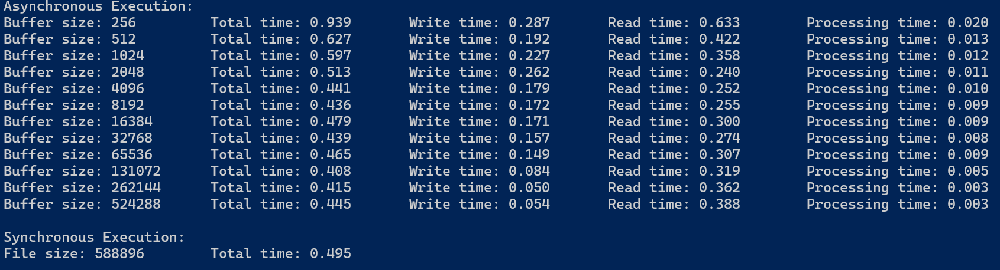 Asynchronous Execution:
Buffer size: 256 Total time: 0.939 Write time: 0.287 Read time: 0.633 Processing time: 0.020
Buffer size: 512 Total time: 0.627 Write time: 0.192 Read time: 0.422 Processing time: 0.013
Buffer size: 1024 Total time: 0.597 Write time: 0.227 Read time: 0.358 Processing time: 0.012
Buffer size: 2048 Total time: 0.513 Write time: 0.262 Read time: 0.240 Processing time: 0.011
Buffer size: 4096 Total time: 0.441 Write time: 0.179 Read time: 0.252 Processing time: 0.010
Buffer size: 8192 Total time: 0.436 Write time: 0.172 Read time: 0.255 Processing time: 0.009
Buffer size: 16384 Total time: 0.479 Write time: 0.171 Read time: 0.300 Processing time: 0.009
Buffer size: 32768 Total time: 0.439 Write time: 0.157 Read time: 0.274 Processing time: 0.008
Buffer size: 65536 Total time: 0.465 Write time: 0.149 Read time: 0.307 Processing time: 0.009
Buffer size: 131072 Total time: 0.408 Write time: 0.084 Read time: 0.319 Processing time: 0.005
Buffer size: 262144 Total time: 0.415 Write time: 0.050 Read time: 0.362 Processing time: 0.003
Buffer size: 524288 Total time: 0.445 Write time: 0.054 Read time: 0.388 Processing time: 0.003
Synchronous Execution:
File size: 588896 Total time: 0.495